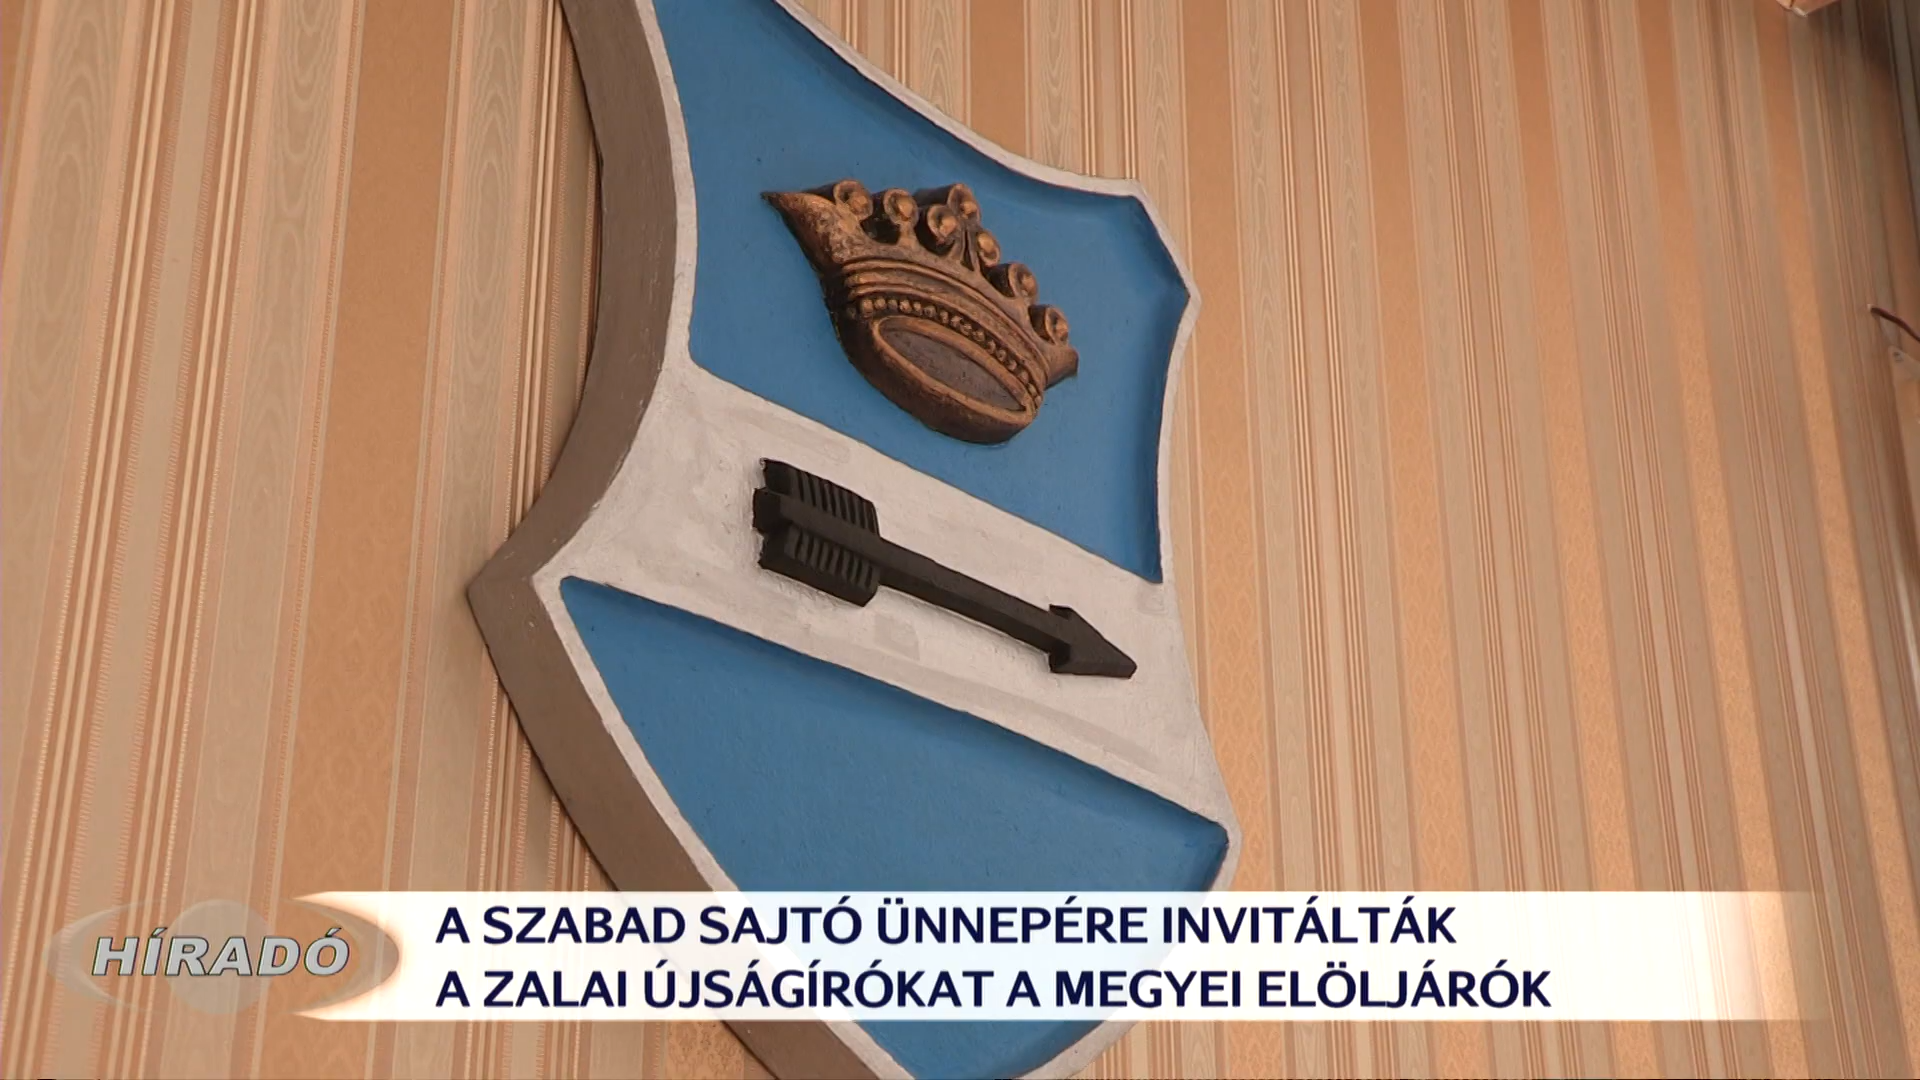 HÍRADÓ
A SZABAD SAJTÓ ÜNNEPÉRE INVITÁLTÁK
A ZALAI ÚJSÁGÍRÓKAT A MEGYEI ELÖLJÁRÓK